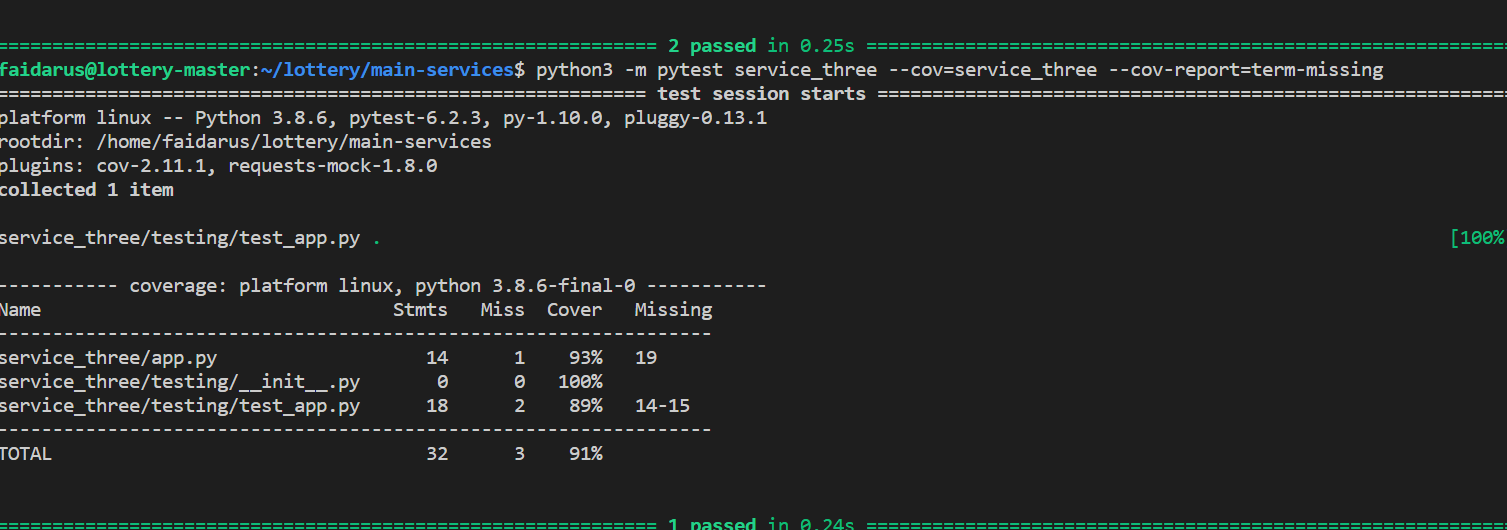 ============================================================ 2 passed in 0.25s ===========================================================
faidarus@lottery-master:~/lottery/main-services$ python3 -m pytest service_three --cov=service_three --cov-report=term-missing
=========================================================== test session starts ==========================================================
platform linux -- Python 3.8.6, pytest-6.2.3, py-1.10.0, pluggy-0.13.1
rootdir: /home/faidarus/lottery/main-services
plugins: cov-2.11.1, requests-mock-1.8.0
collected 1 item
service_three/testing/test_app.py . [100%
----------- coverage: platform linux, python 3.8.6-final-0 -----------
Name Stmts Miss Cover Missing
-----------------------------------------------------------------
service_three/app.py 14 1 93% 19
service_three/testing/__init__.py 0 0 100%
service_three/testing/test_app.py 18 2 89% 14-15
-----------------------------------------------------------------
TOTAL 32 3 91%
============================================================ 1 passed in 0.24s ===========================================================